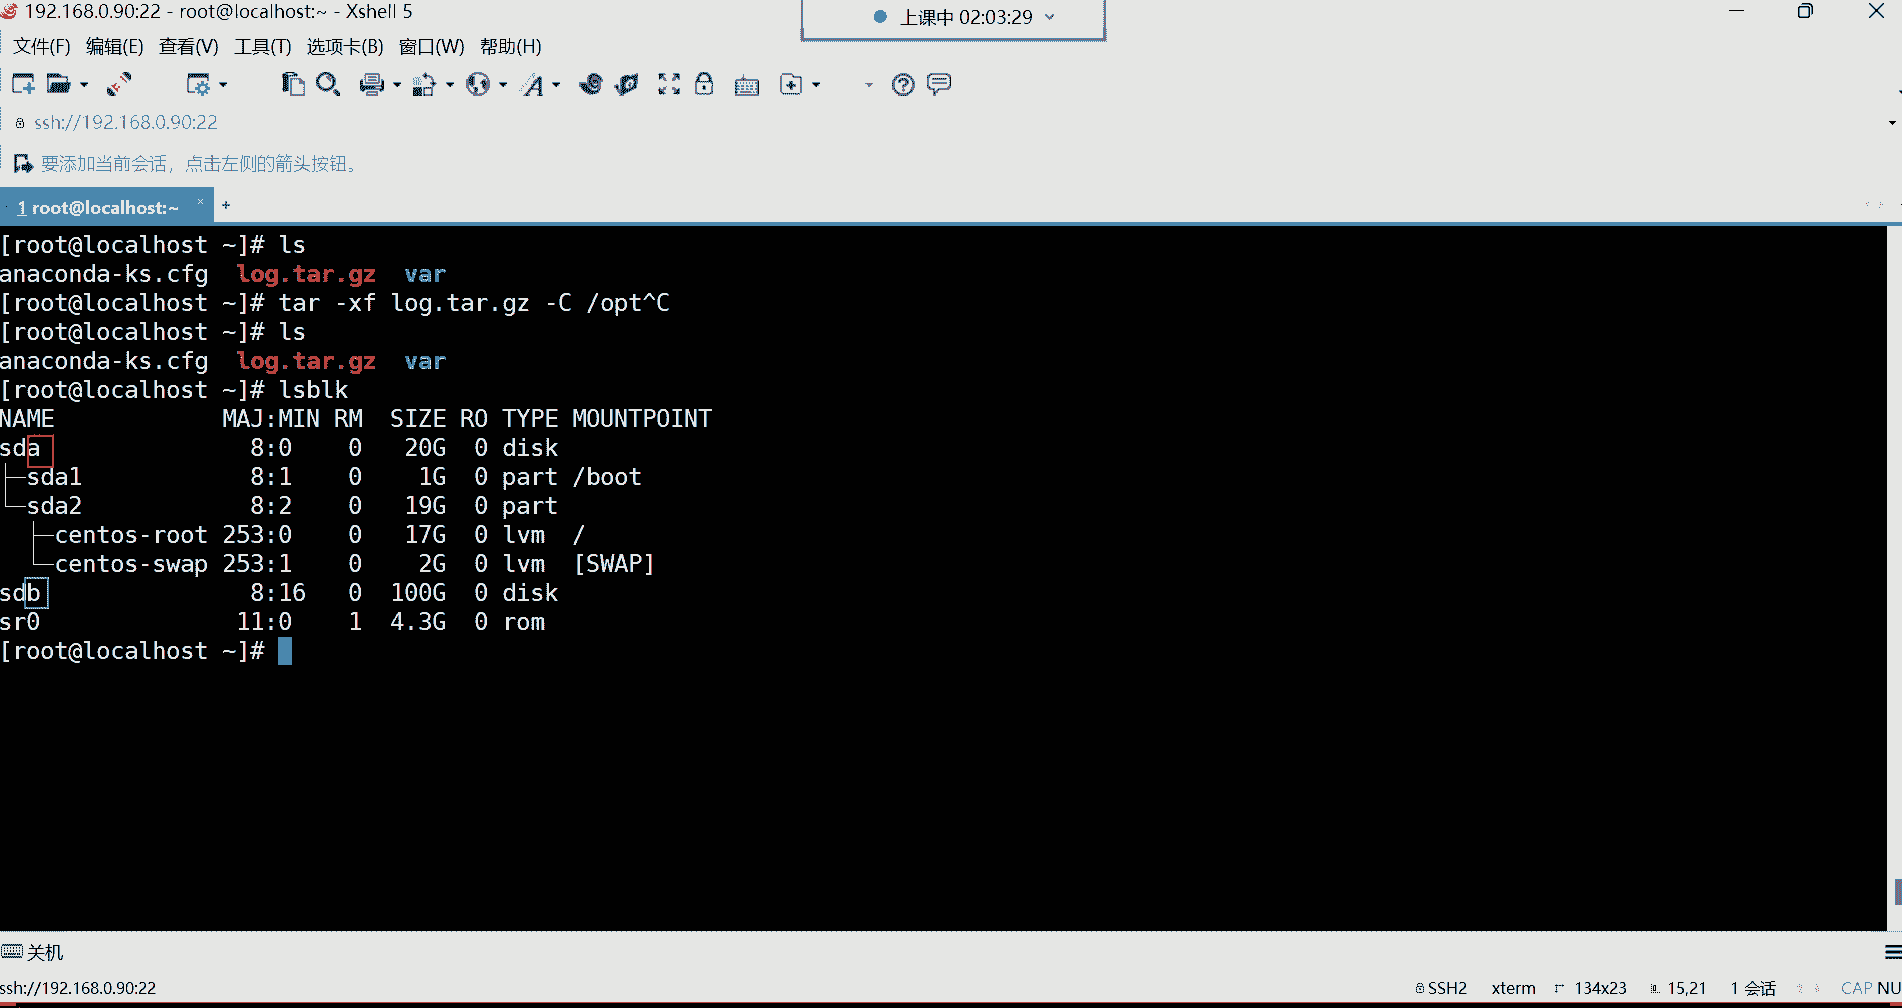 192.168.0.90:22 - root@localhost:~ - Xshell 5
上课中 02:03:29
文件(F) 编辑(E) 查看(V) 工具(T) 选项卡(B) 窗口(W) 帮助(H)
ssh://192.168.0.90:22
要添加当前会话，点击左侧的箭头按钮。
1 root@localhost:~ × +
[root@localhost ~]# ls
anaconda-ks.cfg  log.tar.gz  var
[root@localhost ~]# tar -xf log.tar.gz -C /opt^C
[root@localhost ~]# ls
anaconda-ks.cfg  log.tar.gz  var
[root@localhost ~]# lsblk
NAME            MAJ:MIN RM  SIZE RO TYPE MOUNTPOINT
sda               8:0    0   20G  0 disk
├─sda1            8:1    0    1G  0 part /boot
└─sda2            8:2    0   19G  0 part
  ├─centos-root 253:0    0   17G  0 lvm  /
  └─centos-swap 253:1    0    2G  0 lvm  [SWAP]
sdb               8:16   0  100G  0 disk
sr0              11:0    1  4.3G  0 rom
[root@localhost ~]#
关机
ssh://192.168.0.90:22 SSH2 xterm 134x23 15,21 1 会话 CAP NU